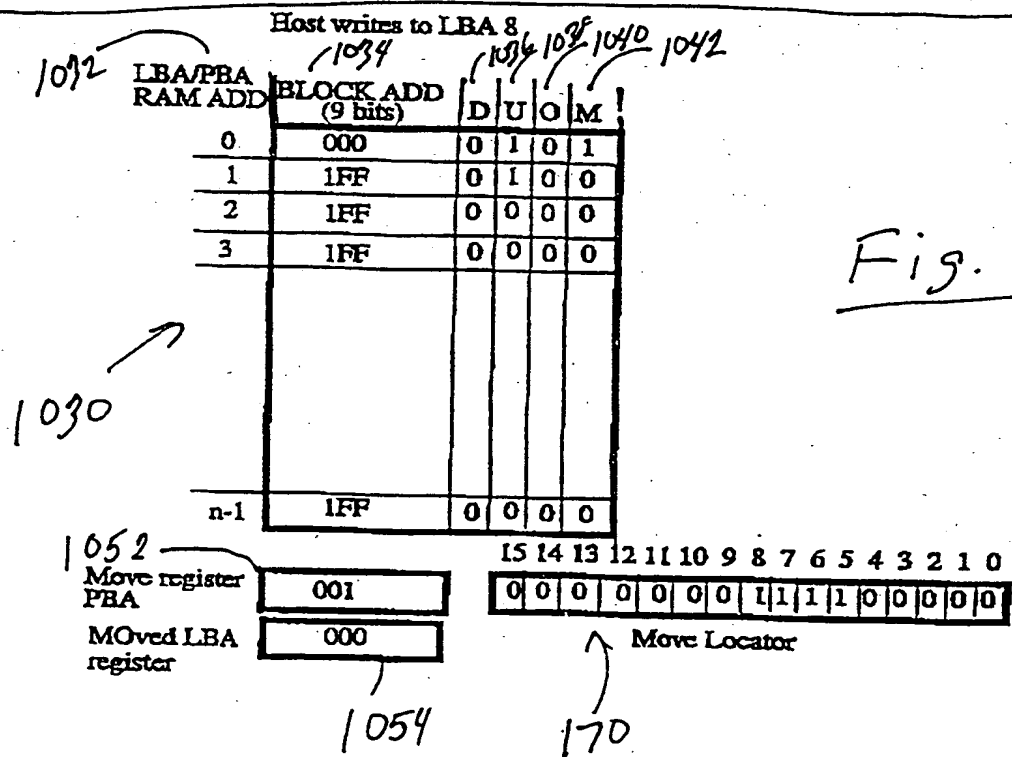 Host writes to LBA 8
1032 1034 1036 1038 1040 1042
LBA/PBA
RAM ADD
BLOCK ADD
(9 bits) D U O M
0 000 0 1 0 1
1 1FF 0 1 0 0
2 1FF 0 0 0 0
3 1FF 0 0 0 0
Fig.
1030
n-1 1FF 0 0 0 0
1052
15 14 13 12 11 10 9 8 7 6 5 4 3 2 1 0
Move register
PBA
001
0 0 0 0 0 0 0 1 1 1 1 0 0 0 0 0
MOved LBA
register
000
Move Locator
1054
170